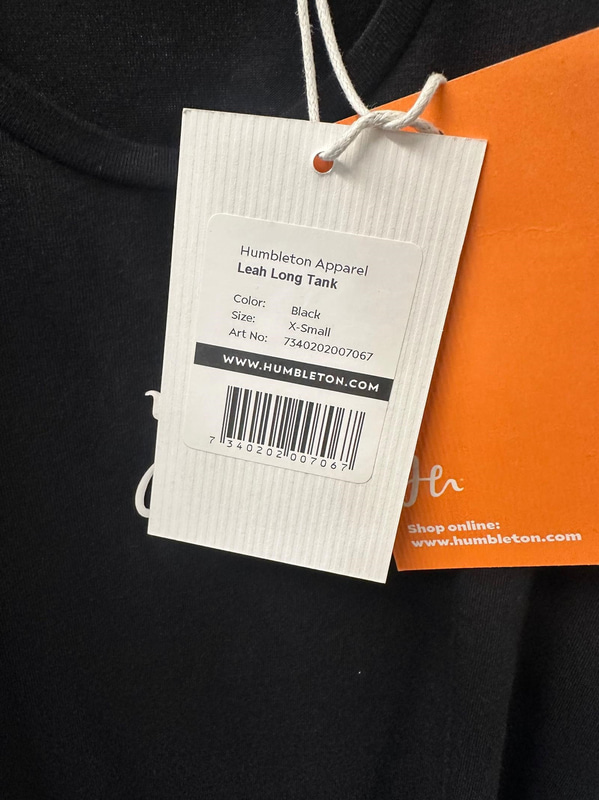 Humbleton Apparel
Leah Long Tank
Color: Black
Size: X-Small
Art No: 7340202007067
WWW.HUMBLETON.COM
7 340202 007067
Shop online:
www.humbleton.com